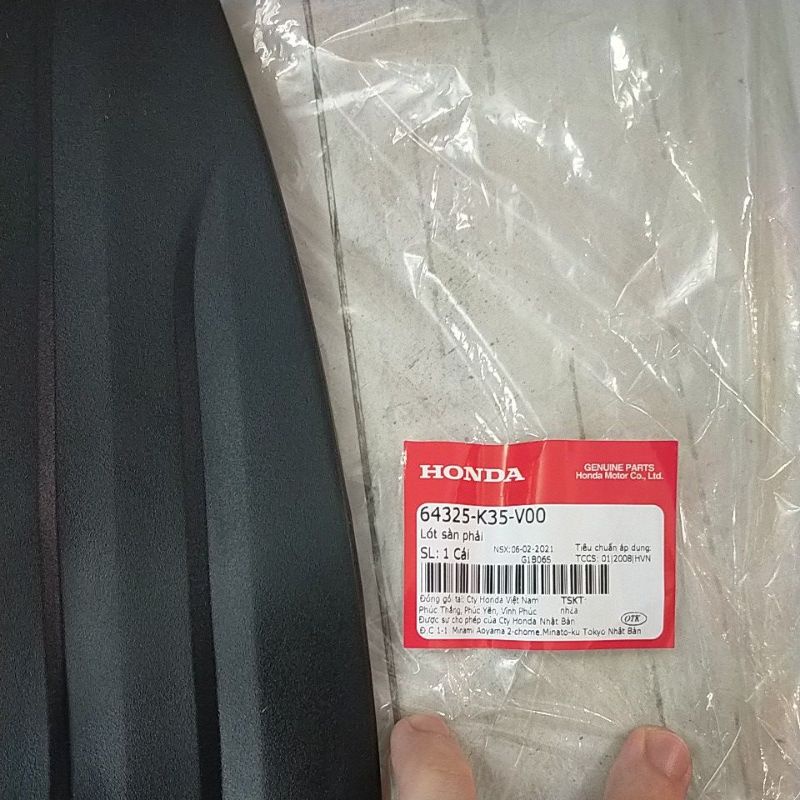 HONDA
GENUINE PARTS
Honda Motor Co., Ltd.
64325-K35-V00
Lót sàn phải
SL: 1 Cái
NSX:06-02-2021
G1B065
Tiêu chuẩn áp dụng:
TCCS: 01|2008|HVN
Đóng gói tại Cty Honda Việt Nam
Phúc Thắng, Phúc Yên, Vĩnh Phúc
TSKT:
nhựa
Được sự cho phép của Cty Honda Nhật Bản
Đ.C 1-1 Minami Aoyama 2-chome,Minato-ku Tokyo Nhật Bản
OTK